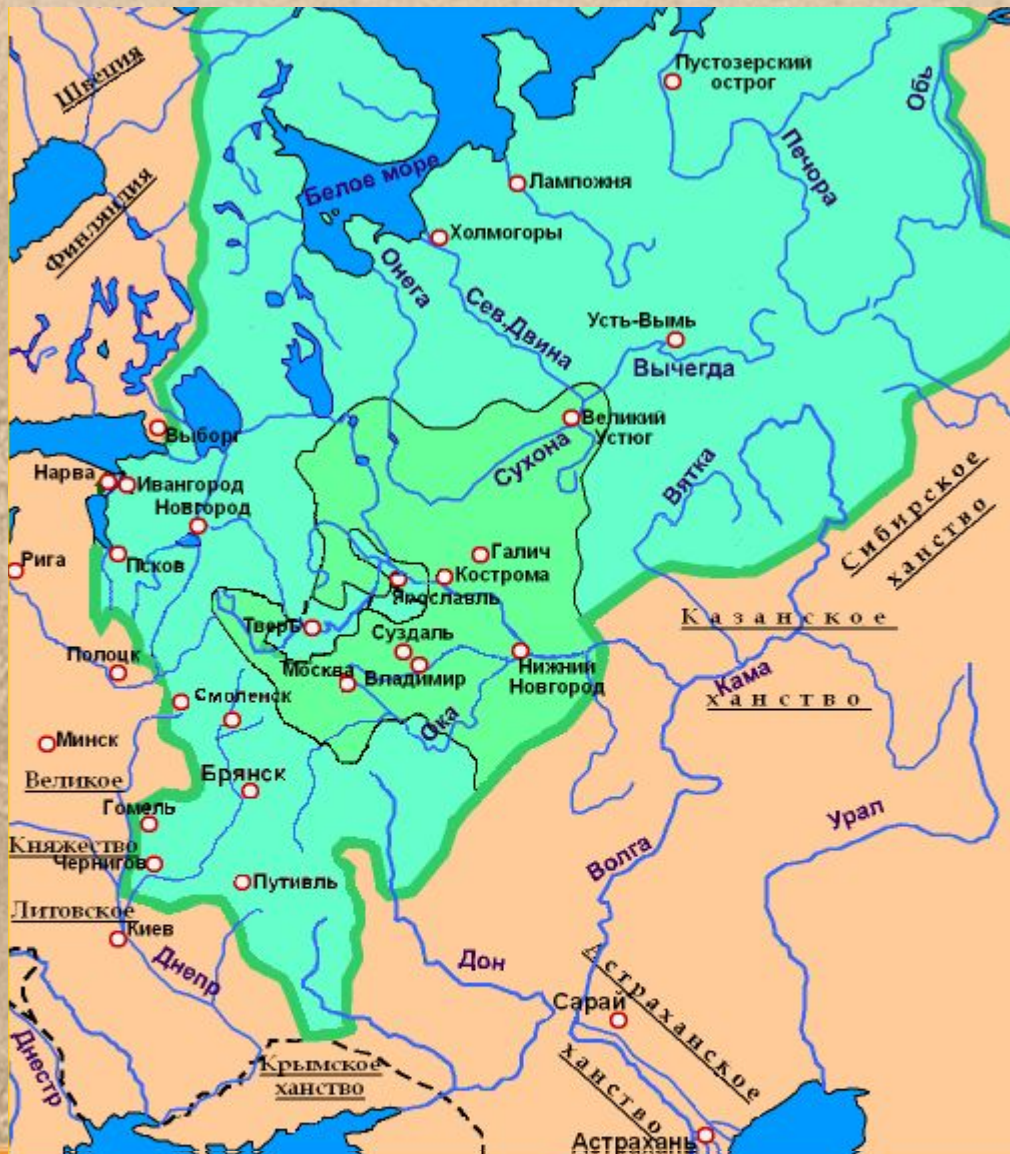 Швеция
Пустозерский
острог
Обь
Печора
Белое море
Лампожня
Финляндия
Холмогоры
Онега
Сев.Двина
Усть-Вымь
Вычегда
Великий
Устюг
Выборг
Сухона
Вятка
Нарва
Ивангород
Новгород
Сибирское
ханство
Псков
Рига
Галич
Кострома
Ярославль
Тверь
Суздаль
Казанское
ханство
Полоцк
Москва
Владимир
Нижний
Новгород
Кама
Смоленск
Ока
Минск
Великое
Брянск
Гомель
Урал
Княжество
Чернигов
Волга
Путивль
Литовское
Киев
Днепр
Дон
Астраханское
ханство
Сарай
Днестр
Крымское
ханство
Астрахань